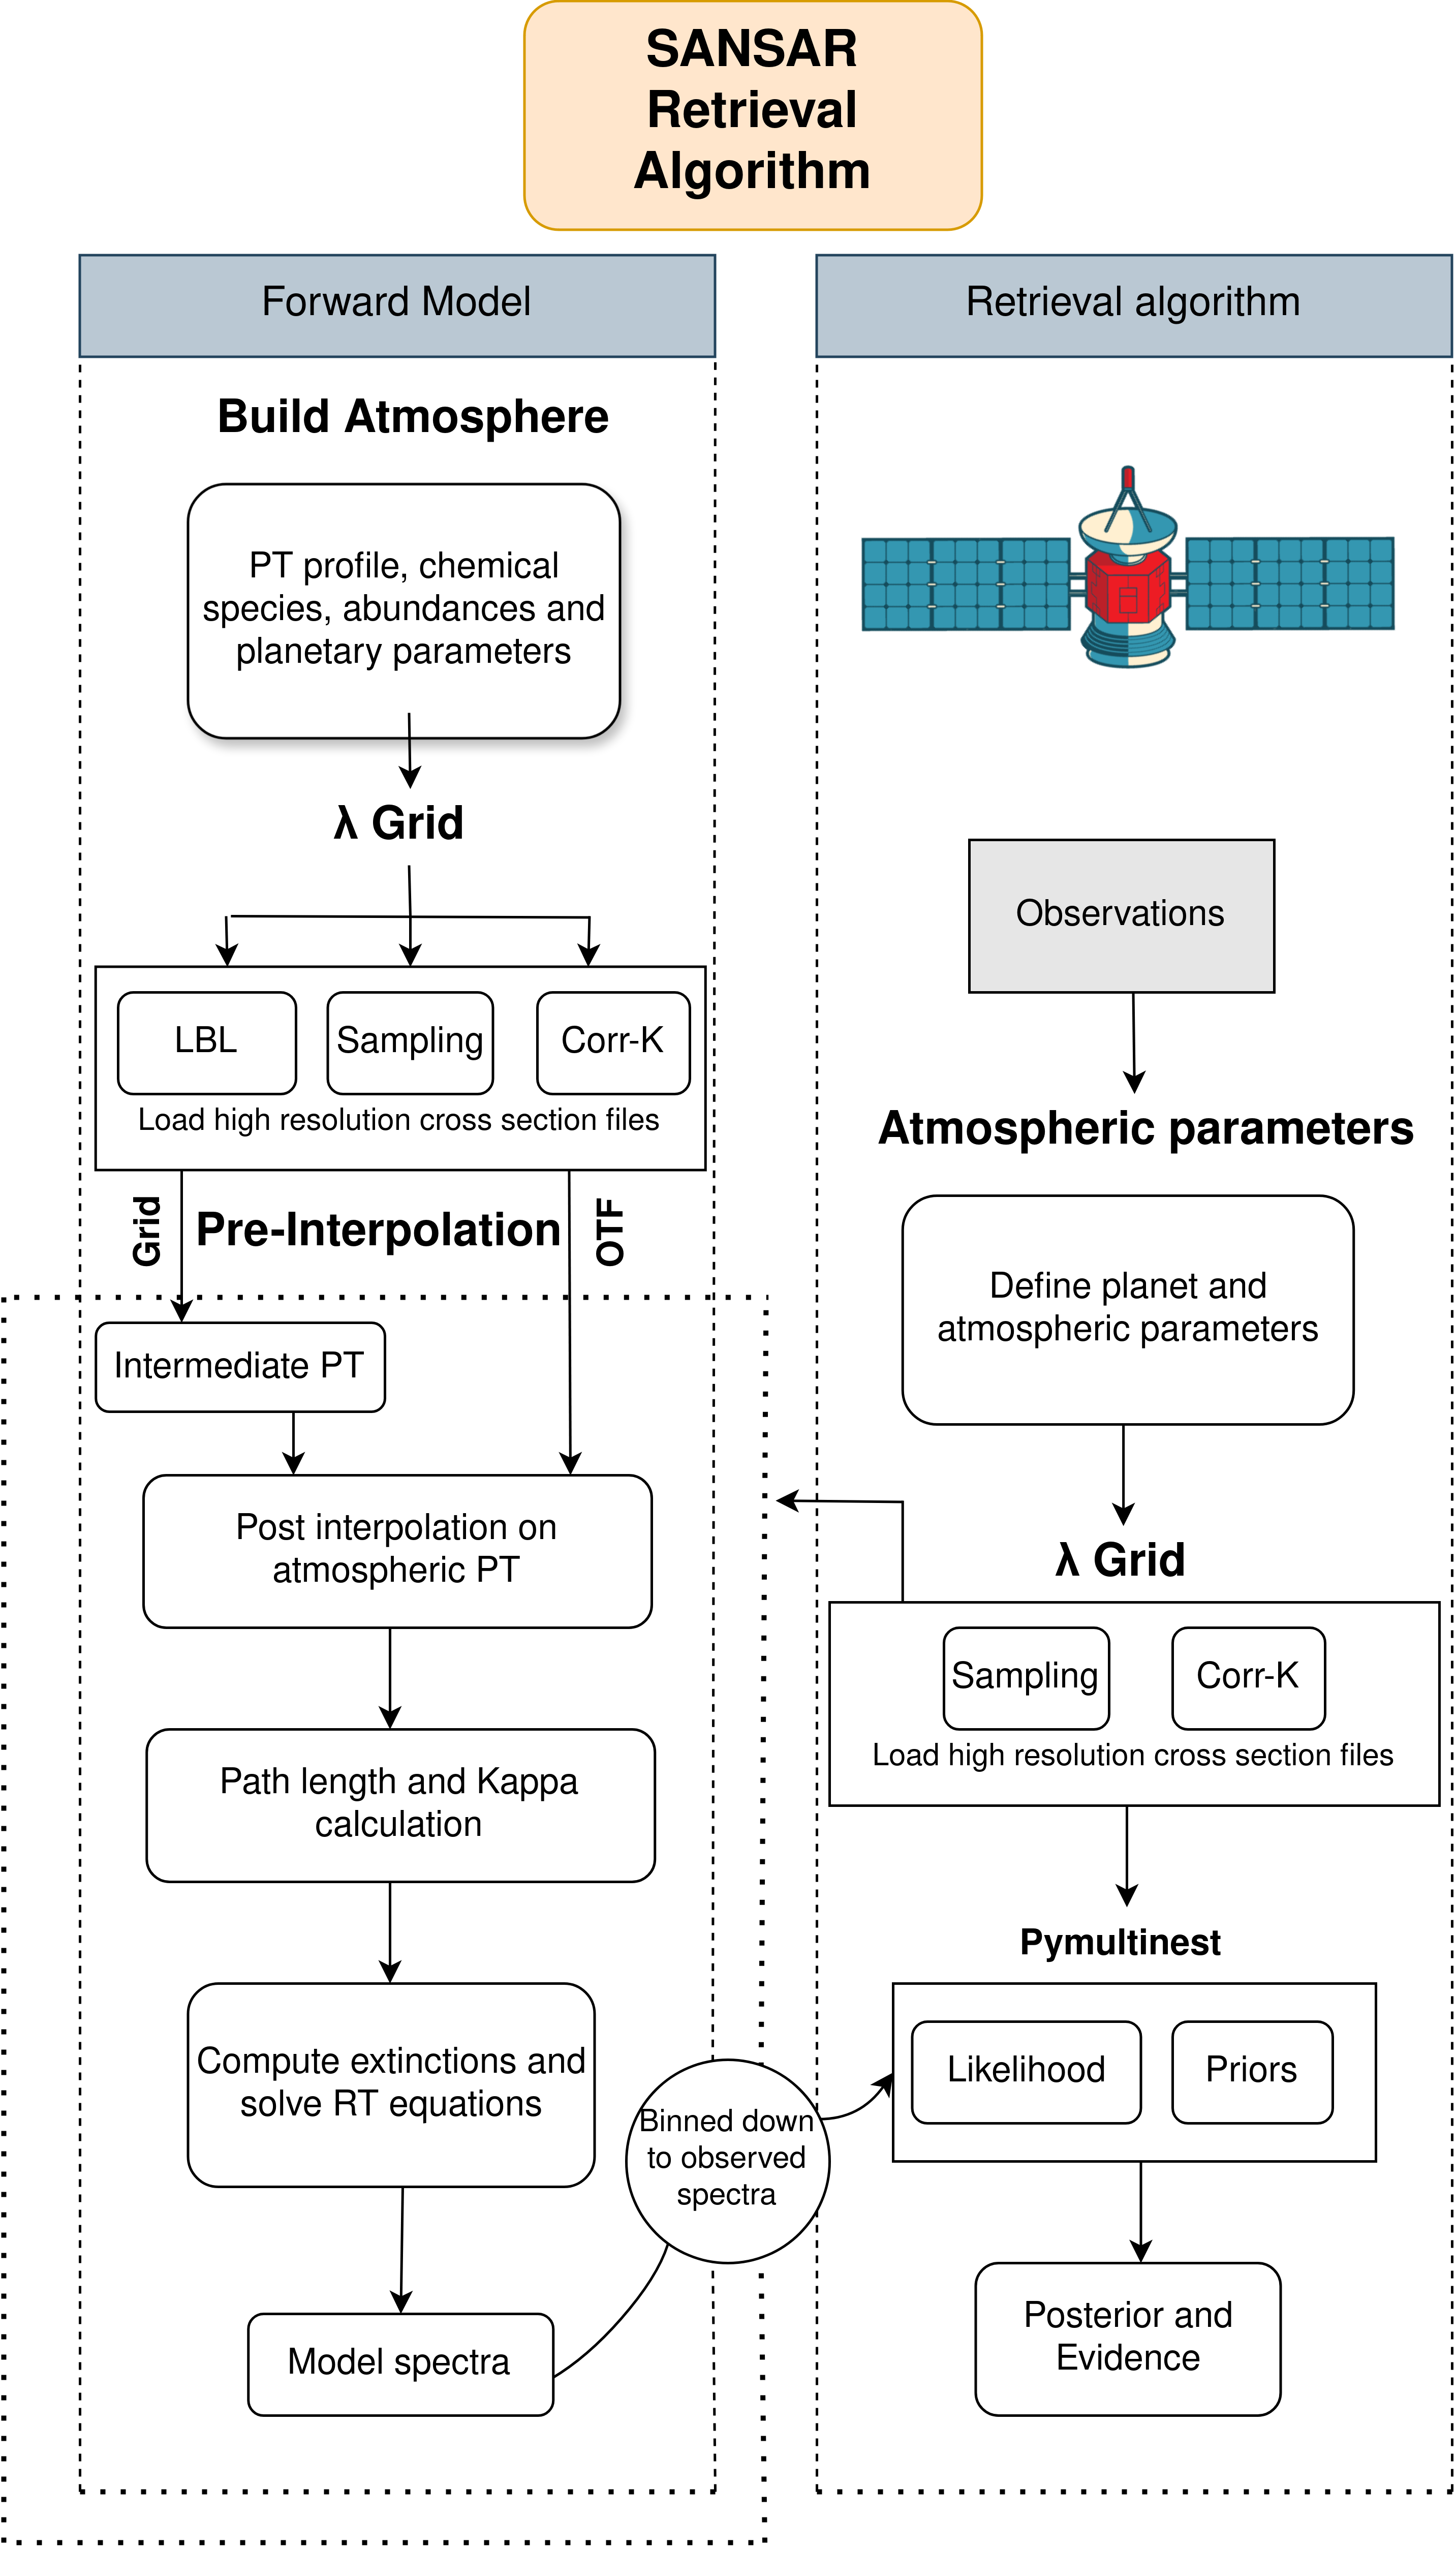 SANSAR
Retrieval
Algorithm
Forward Model
Build Atmosphere
PT profile, chemical
species, abundances and
planetary parameters
λ Grid
LBL
Sampling
Corr-K
Load high resolution cross section files
Grid
Pre-Interpolation
OTF
Intermediate PT
Post interpolation on
atmospheric PT
Path length and Kappa
calculation
Compute extinctions and
solve RT equations
Model spectra
Binned down
to observed
spectra
Retrieval algorithm
Observations
Atmospheric parameters
Define planet and
atmospheric parameters
λ Grid
Sampling
Corr-K
Load high resolution cross section files
Pymultinest
Likelihood
Priors
Posterior and
Evidence